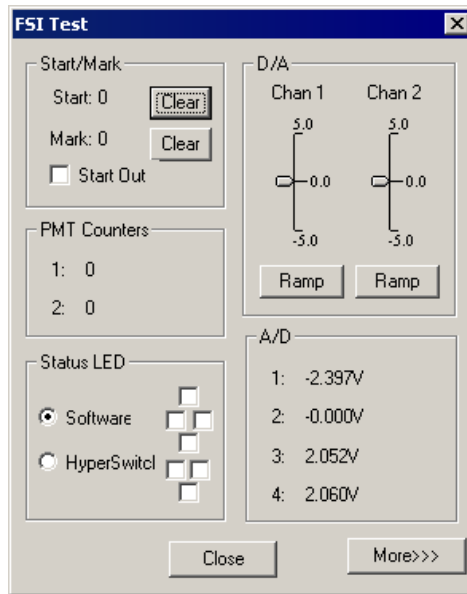 FSI Test
Start/Mark
Start: 0 Clear
Mark: 0 Clear
Start Out
PMT Counters
1: 0
2: 0
Status LED
Software
HyperSwitcl
D/A
Chan 1 Chan 2
5.0 5.0
0.0 0.0
-5.0 -5.0
Ramp Ramp
A/D
1: -2.397V
2: -0.000V
3: 2.052V
4: 2.060V
Close More>>>